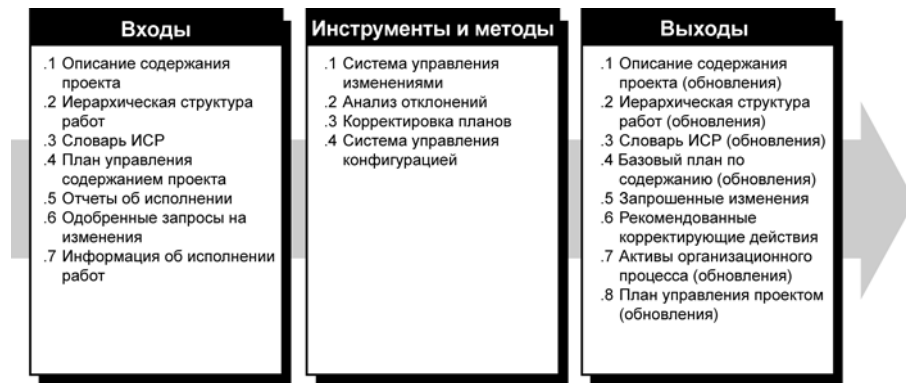 Входы
.1 Описание содержания
проекта
.2 Иерархическая структура
работ
.3 Словарь ИСР
.4 План управления
содержанием проекта
.5 Отчеты об исполнении
.6 Одобренные запросы на
изменения
.7 Информация об исполнении
работ
Инструменты и методы
.1 Система управления
изменениями
.2 Анализ отклонений
.3 Корректировка планов
.4 Система управления
конфигурацией
Выходы
.1 Описание содержания
проекта (обновления)
.2 Иерархическая структура
работ (обновления)
.3 Словарь ИСР (обновления)
.4 Базовый план по
содержанию (обновления)
.5 Запрошенные изменения
.6 Рекомендованные
корректирующие действия
.7 Активы организационного
процесса (обновления)
.8 План управления проектом
(обновления)